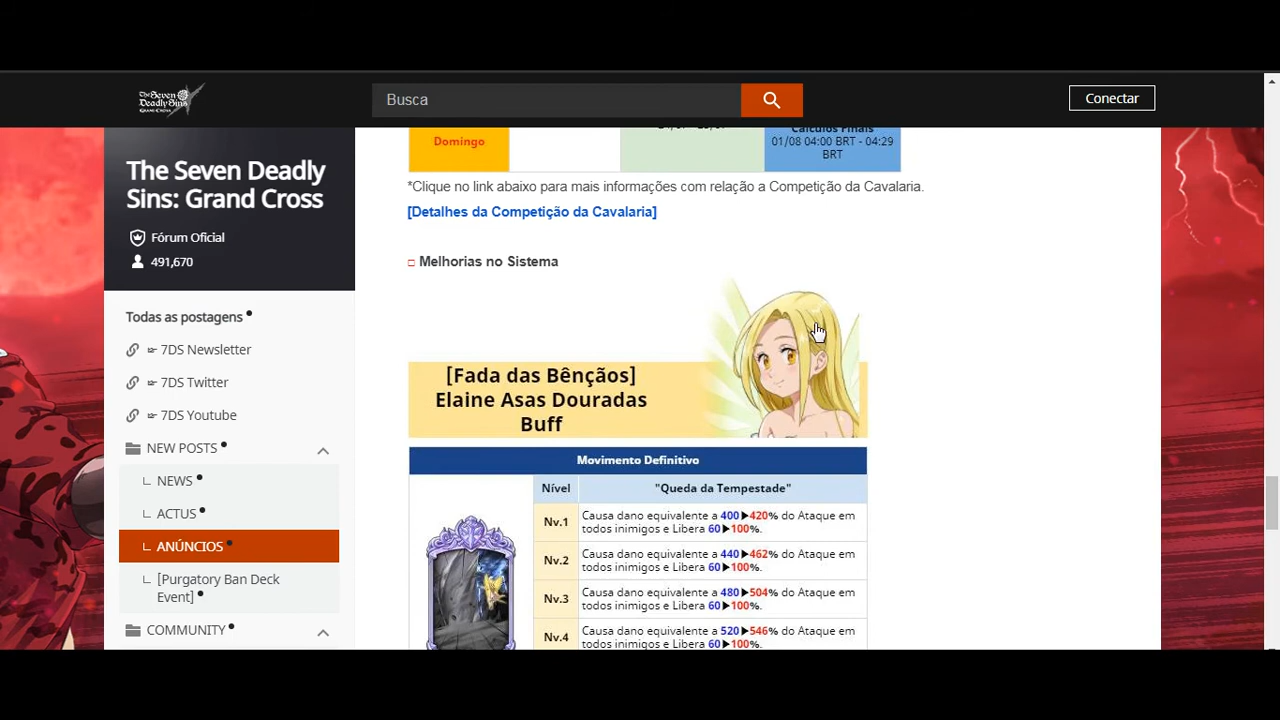 The Seven
Deadly Sins
GRAND CROSS
Busca
Conectar
The Seven Deadly
Sins: Grand Cross
Fórum Oficial
491,670
Todas as postagens
7DS Newsletter
7DS Twitter
7DS Youtube
NEW POSTS
NEWS
ACTUS
ANÚNCIOS
[Purgatory Ban Deck
Event]
COMMUNITY
Domingo
Cálculos Finais
01/08 04:00 BRT - 04:29
BRT
*Clique no link abaixo para mais informações com relação a Competição da Cavalaria.
[Detalhes da Competição da Cavalaria]
Melhorias no Sistema
[Fada das Bênçãos]
Elaine Asas Douradas
Buff
Movimento Definitivo
Nível "Queda da Tempestade"
Nv.1
Causa dano equivalente a 400▶420% do Ataque em
todos inimigos e Libera 60▶100%.
Nv.2
Causa dano equivalente a 440▶462% do Ataque em
todos inimigos e Libera 60▶100%.
Nv.3
Causa dano equivalente a 480▶504% do Ataque em
todos inimigos e Libera 60▶100%.
Nv.4
Causa dano equivalente a 520▶546% do Ataque em
todos inimigos e Libera 60▶100%.